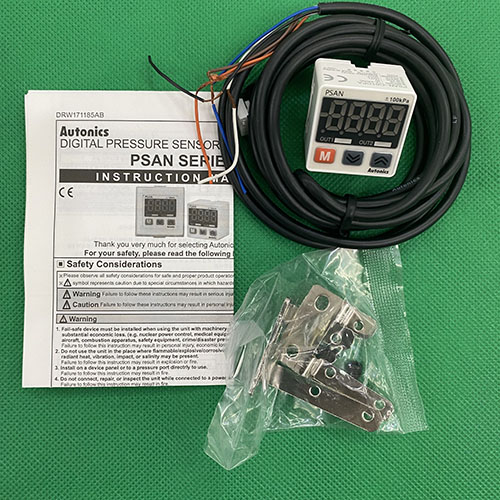 DRW171185AB
Autonics
DIGITAL PRESSURE SENSOR
PSAN SERIE
INSTRUCTION MA
CE
Thank you very much for selecting Autonic
For your safety, please read the following
Safety Considerations
※Please observe all safety considerations for safe and proper product operation
※⚠ symbol represents caution due to special circumstances in which hazards
⚠ Warning Failure to follow these instructions may result in serious inju
⚠ Caution Failure to follow these instructions may result in personal
⚠ Warning
1. Fail-safe device must be installed when using the unit with machinery
substantial economic loss. (e.g. nuclear power control, medical equip
aircraft, combustion apparatus, safety equipment, crime/disaster pre
Failure to follow this instruction may result in personal injury, economic los
2. Do not use the unit in the place where flammable/explosive/corrosiv
radiant heat, vibration, impact, or salinity may be present.
Failure to follow this instruction may result in explosion or fire.
3. Install on a device panel or to a pressure port directly to use.
Failure to follow this instruction may result in fire.
4. Do not connect, repair, or inspect the unit while connected to a power
Failure to follow this instruction may result in fire
PSAN
±100kPa
8.8.8.8
OUT1
OUT2
M
Autonics